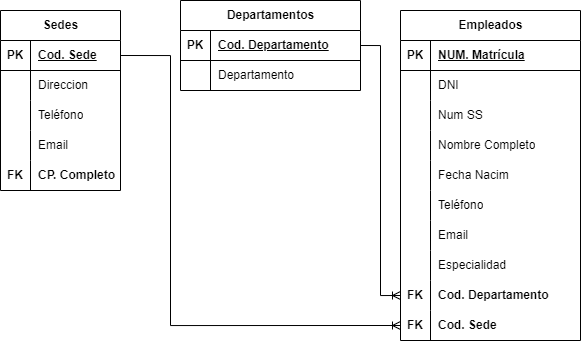 Sedes
PK Cod. Sede
Direccion
Teléfono
Email
FK CP. Completo
Departamentos
PK Cod. Departamento
Departamento
Empleados
PK NUM. Matrícula
DNI
Num SS
Nombre Completo
Fecha Nacim
Teléfono
Email
Especialidad
FK Cod. Departamento
FK Cod. Sede